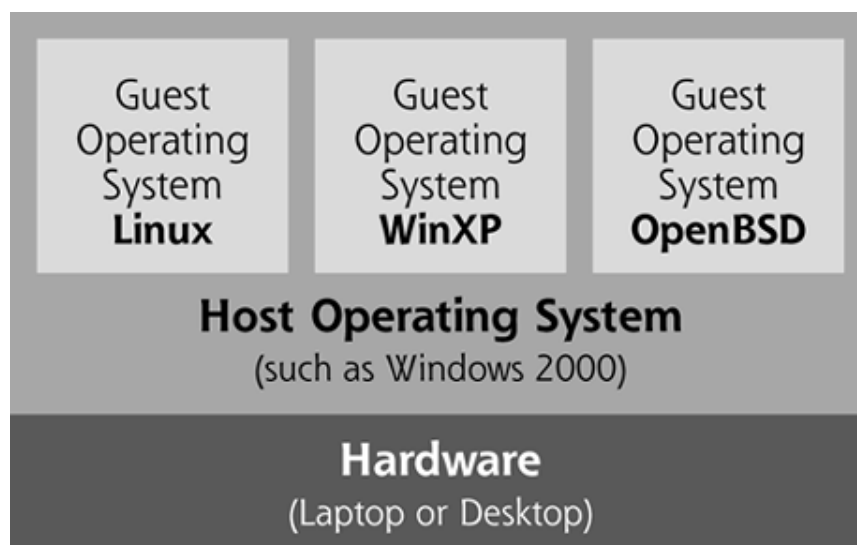 Guest
Operating
System
Linux
Guest
Operating
System
WinXP
Guest
Operating
System
OpenBSD
Host Operating System
(such as Windows 2000)
Hardware
(Laptop or Desktop)